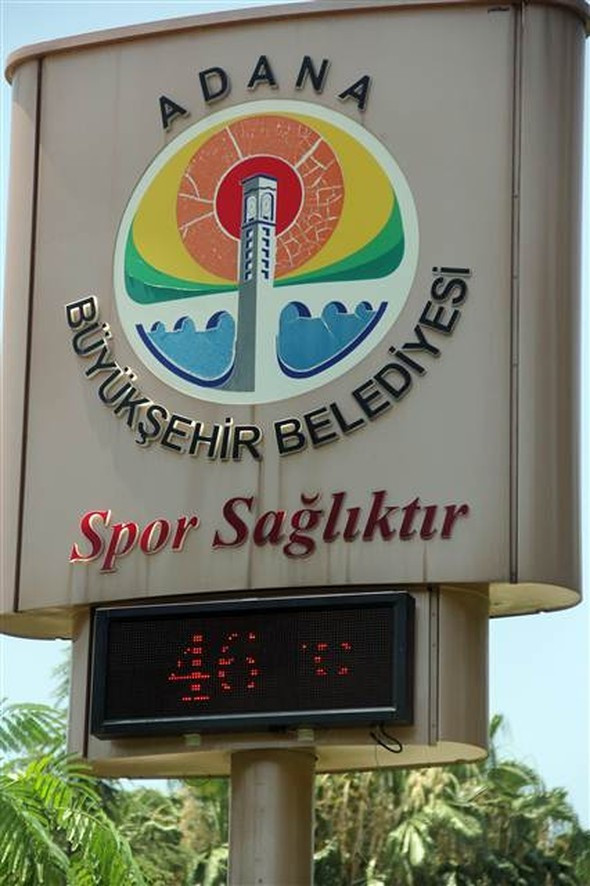 ADANA
BÜYÜKŞEHİR BELEDİYESİ
Spor Sağlıktır
46 °C